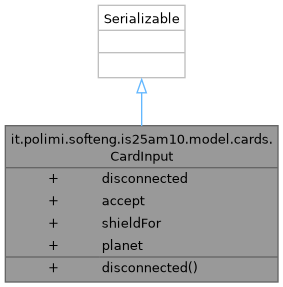 Serializable
it.polimi.softeng.is25am10.model.cards.
CardInput
+ disconnected
+ accept
+ shieldFor
+ planet
+ disconnected()